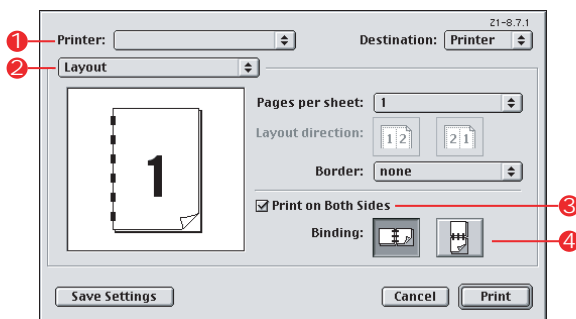 Z1-8.7.1
1 Printer: Destination: Printer
2 Layout
1
Pages per sheet: 1
Layout direction: 1 2 2 1
Border: none
Print on Both Sides 3
Binding: 4
Save Settings Cancel Print